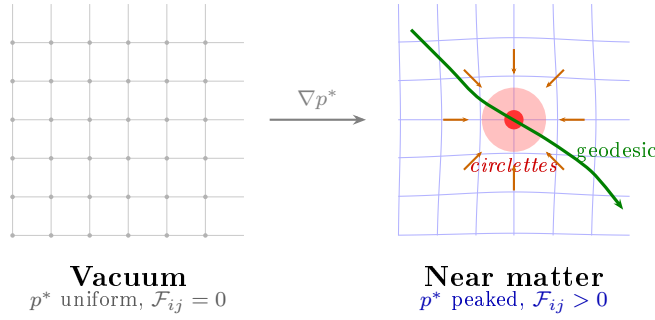 ∇p*
geodesic
circlettes
Vacuum
p* uniform, ℱᵢⱼ = 0
Near matter
p* peaked, ℱᵢⱼ > 0